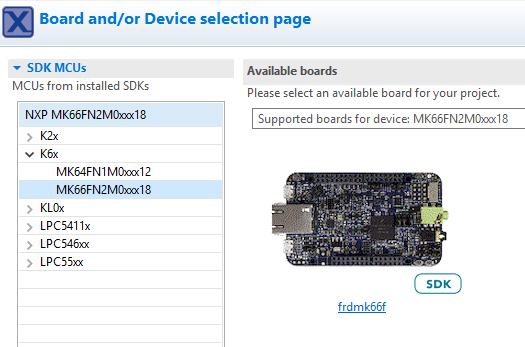 Board and/or Device selection page
SDK MCUs
MCUs from installed SDKs
NXP MK66FN2M0xxx18
K2x
K6x
MK64FN1M0xxx12
MK66FN2M0xxx18
KL0x
LPC5411x
LPC546xx
LPC55xx
Available boards
Please select an available board for your project.
Supported boards for device: MK66FN2M0xxx18
SDK
frdmk66f